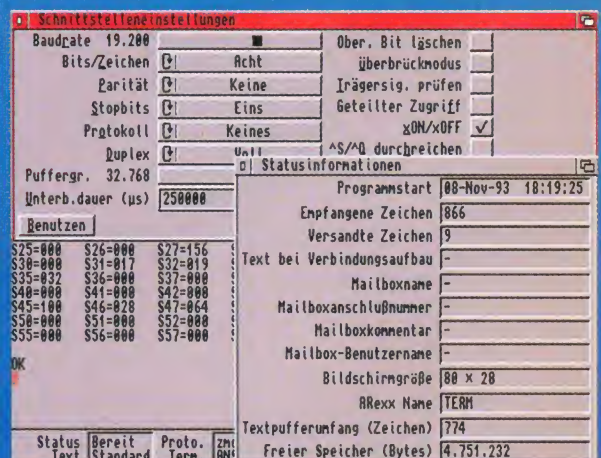 Schnittstelleneinstellungen
Baudrate 19.200
Bits/Zeichen Acht
Parität Keine
Stopbits Eins
Protokoll Keines
Duplex Voll
Puffergr. 32.768
Unterb.dauer (µs) 250000
Benutzen
Ober. Bit löschen
Überbrückmodus
Trägersig. prüfen
Geteilter Zugriff
xON/xOFF ✓
^S/^Q durchreichen
S25=000 S26=000 S27=156
S30=000 S31=017 S32=019
S35=032 S36=000 S37=000
S40=000 S41=000 S42=000
S45=100 S46=028 S47=064
S50=000 S51=000 S52=000
S55=000 S56=000 S57=000
OK
Status Bereit Proto.
Text Standard Term
Statusinformationen
Programmstart 08-Nov-93 18:19:25
Empfangene Zeichen 866
Versandte Zeichen 9
Text bei Verbindungsaufbau -
Mailboxname -
Mailboxanschlußnummer -
Mailboxkommentar -
Mailbox-Benutzername -
Bildschirmgröße 80 × 28
ARexx Name TERM
Textpufferumfang (Zeichen) 774
Freier Speicher (Bytes) 4.751.232